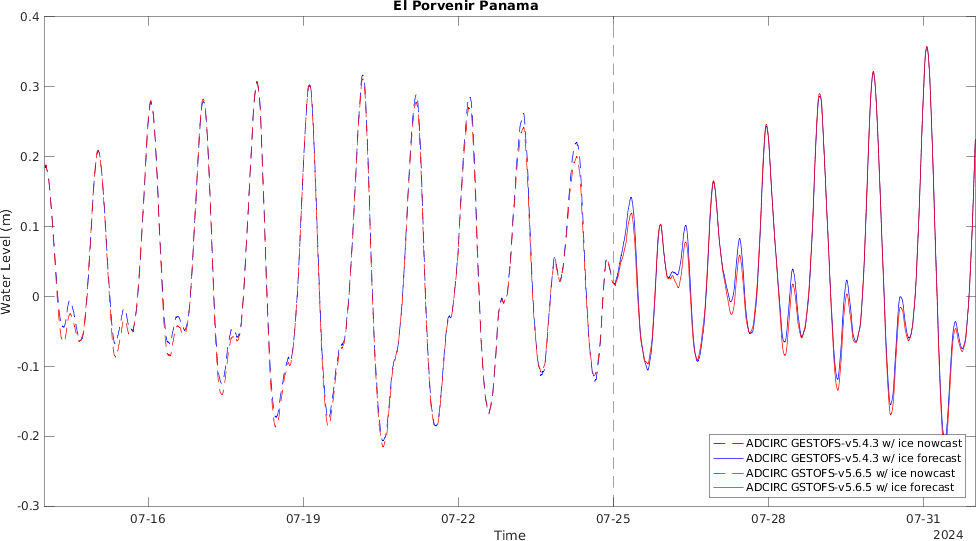 El Porvenir Panama
0.4
0.3
0.2
0.1
0
-0.1
-0.2
-0.3
Water Level (m)
ADCIRC GESTOFS-v5.4.3 w/ ice nowcast
ADCIRC GESTOFS-v5.4.3 w/ ice forecast
ADCIRC GSTOFS-v5.6.5 w/ ice nowcast
ADCIRC GSTOFS-v5.6.5 w/ ice forecast
07-16
07-19
07-22
07-25
07-28
07-31
Time
2024